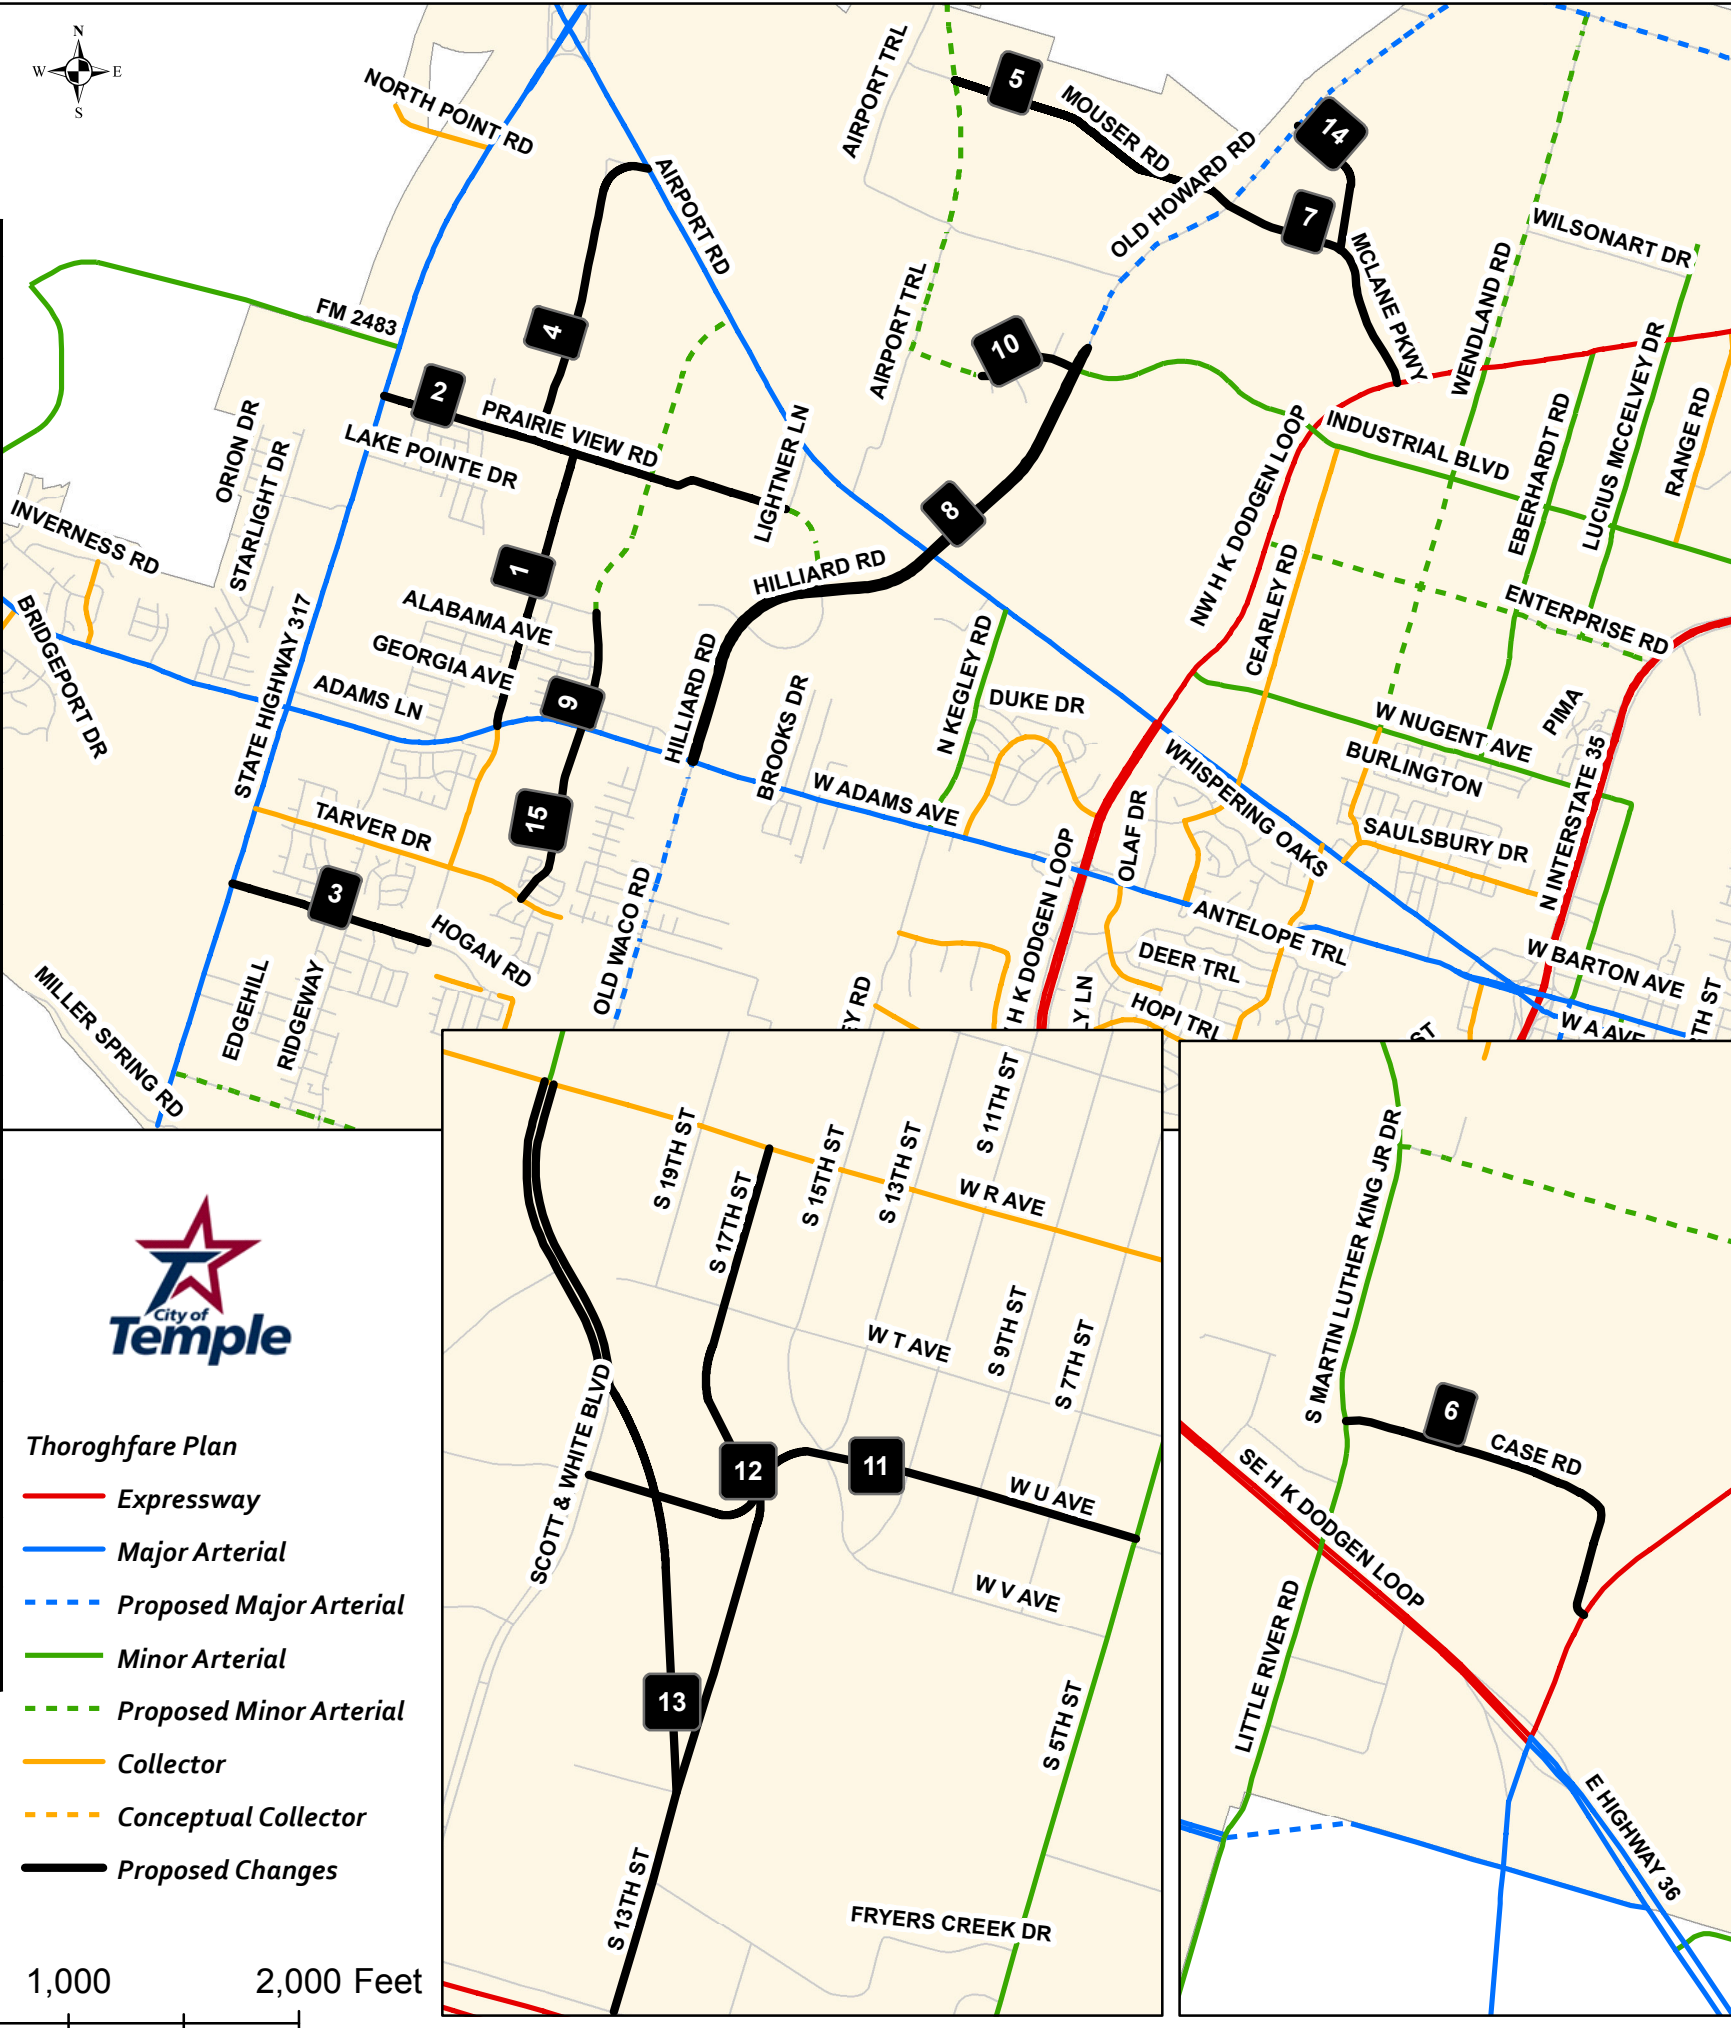 N
W E
S
NORTH POINT RD
AIRPORT TRL
5
MOUSER RD
14
OLD HOWARD RD
7
AIRPORT RD
WILSONART DR
MCLANE PKWY
WENDLAND RD
FM 2483
4
AIRPORT TRL
10
2
PRAIRIE VIEW RD
LAKE POINTE DR
ORION DR
STARLIGHT DR
LIGHTNER LN
NW H K DODGEN LOOP
INDUSTRIAL BLVD
EBERHARDT RD
LUCIUS MCCELVEY DR
RANGE RD
INVERNESS RD
8
1
HILLIARD RD
ALABAMA AVE
GEORGIA AVE
BRIDGEPORT DR
STATE HIGHWAY 317
ADAMS LN
9
HILLIARD RD
BROOKS DR
N KEGLEY RD
DUKE DR
CEARLEY RD
ENTERPRISE RD
PIMA
W NUGENT AVE
BURLINGTON
WHISPERING OAKS
W ADAMS AVE
TARVER DR
15
OLAF DR
SAULSBURY DR
N INTERSTATE 35
3
HOGAN RD
OLD WACO RD
H K DODGEN LOOP
ANTELOPE TRL
DEER TRL
HOPI TRL
W BARTON AVE
W A AVE
TH ST
ST
EY RD
Y LN
EDGEHILL
RIDGEWAY
MILLER SPRING RD
S 19TH ST
S 17TH ST
S 15TH ST
S 13TH ST
S 11TH ST
W R AVE
W T AVE
S 9TH ST
S 7TH ST
SCOTT & WHITE BLVD
12
11
W U AVE
W V AVE
13
S 5TH ST
S 13TH ST
FRYERS CREEK DR
S MARTIN LUTHER KING JR DR
6
CASE RD
SE H K DODGEN LOOP
LITTLE RIVER RD
E HIGHWAY 36
City of
Temple
Thoroghfare Plan
Expressway
Major Arterial
Proposed Major Arterial
Minor Arterial
Proposed Minor Arterial
Collector
Conceptual Collector
Proposed Changes
1,000 2,000 Feet